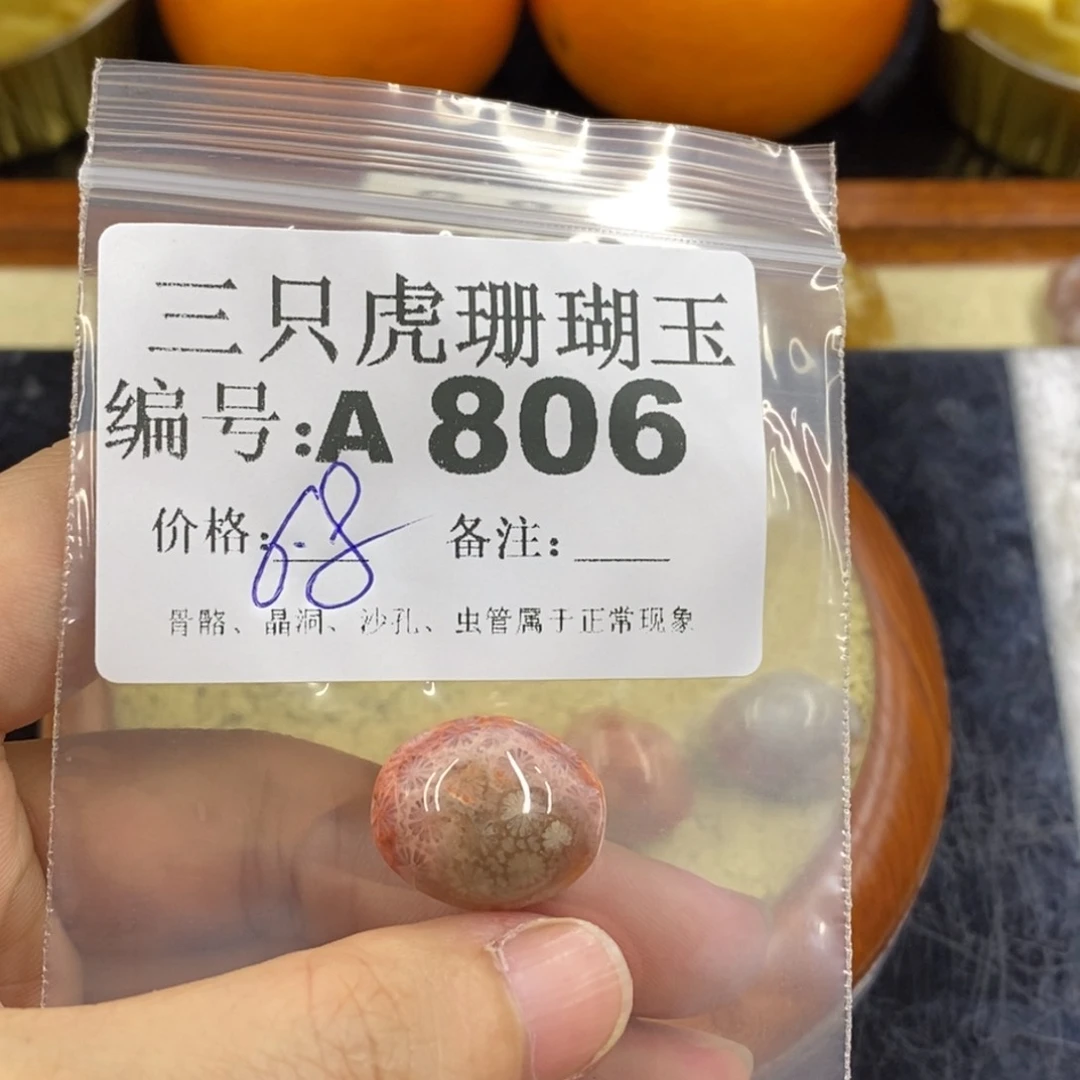 三只虎珊瑚玉
编号:A 806
价格: 68 备注:____
骨骼、晶洞、沙孔、虫管属于正常现象